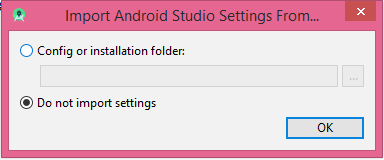 Import Android Studio Settings From...
Config or installation folder:
...
Do not import settings
OK